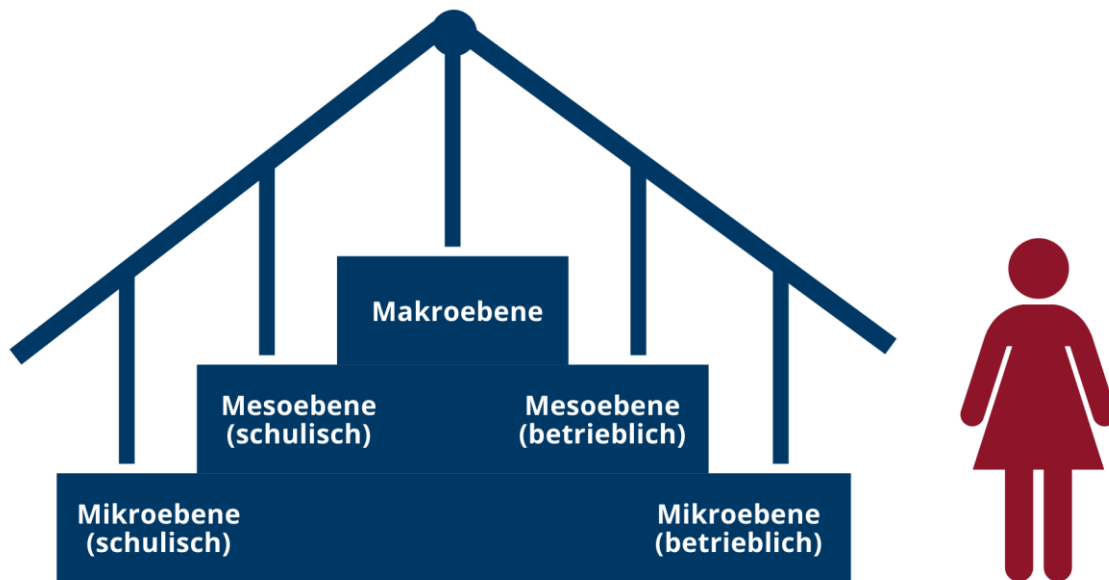 Makroebene
Mesoebene
(schulisch)
Mesoebene
(betrieblich)
Mikroebene
(schulisch)
Mikroebene
(betrieblich)